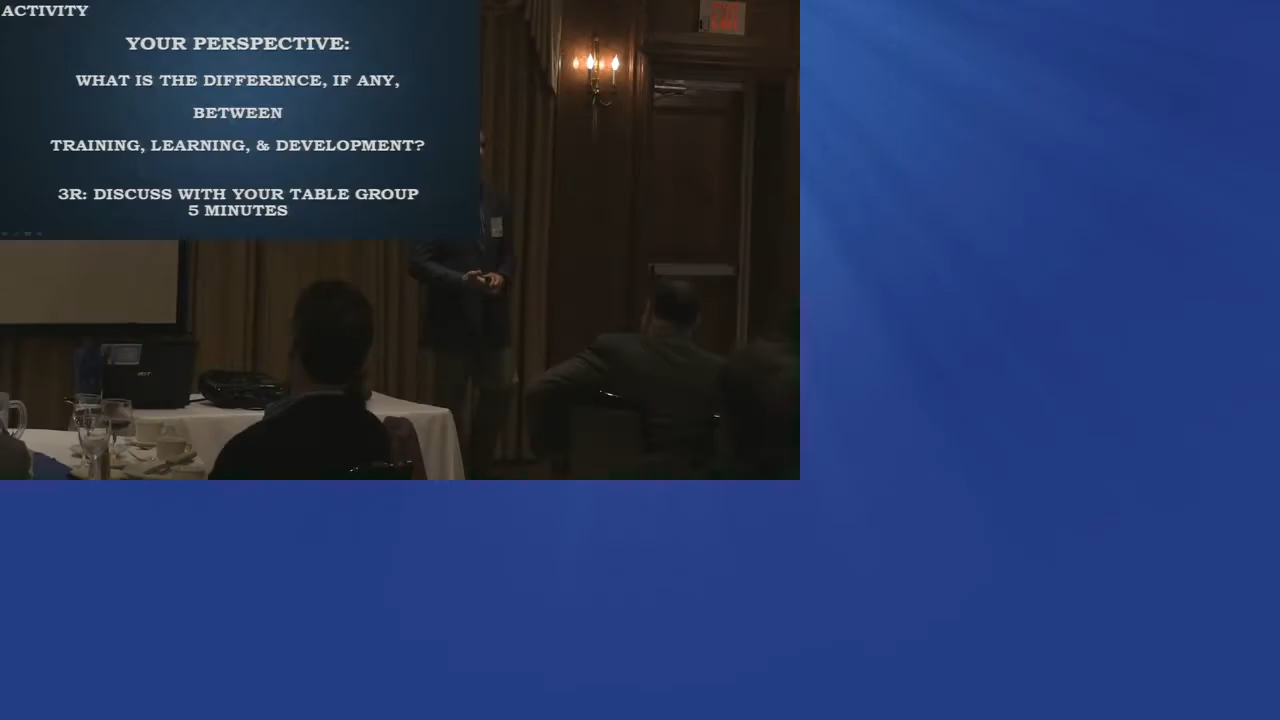 ACTIVITY
YOUR PERSPECTIVE:
WHAT IS THE DIFFERENCE, IF ANY,
BETWEEN
TRAINING, LEARNING, & DEVELOPMENT?
3R: DISCUSS WITH YOUR TABLE GROUP
5 MINUTES
acer